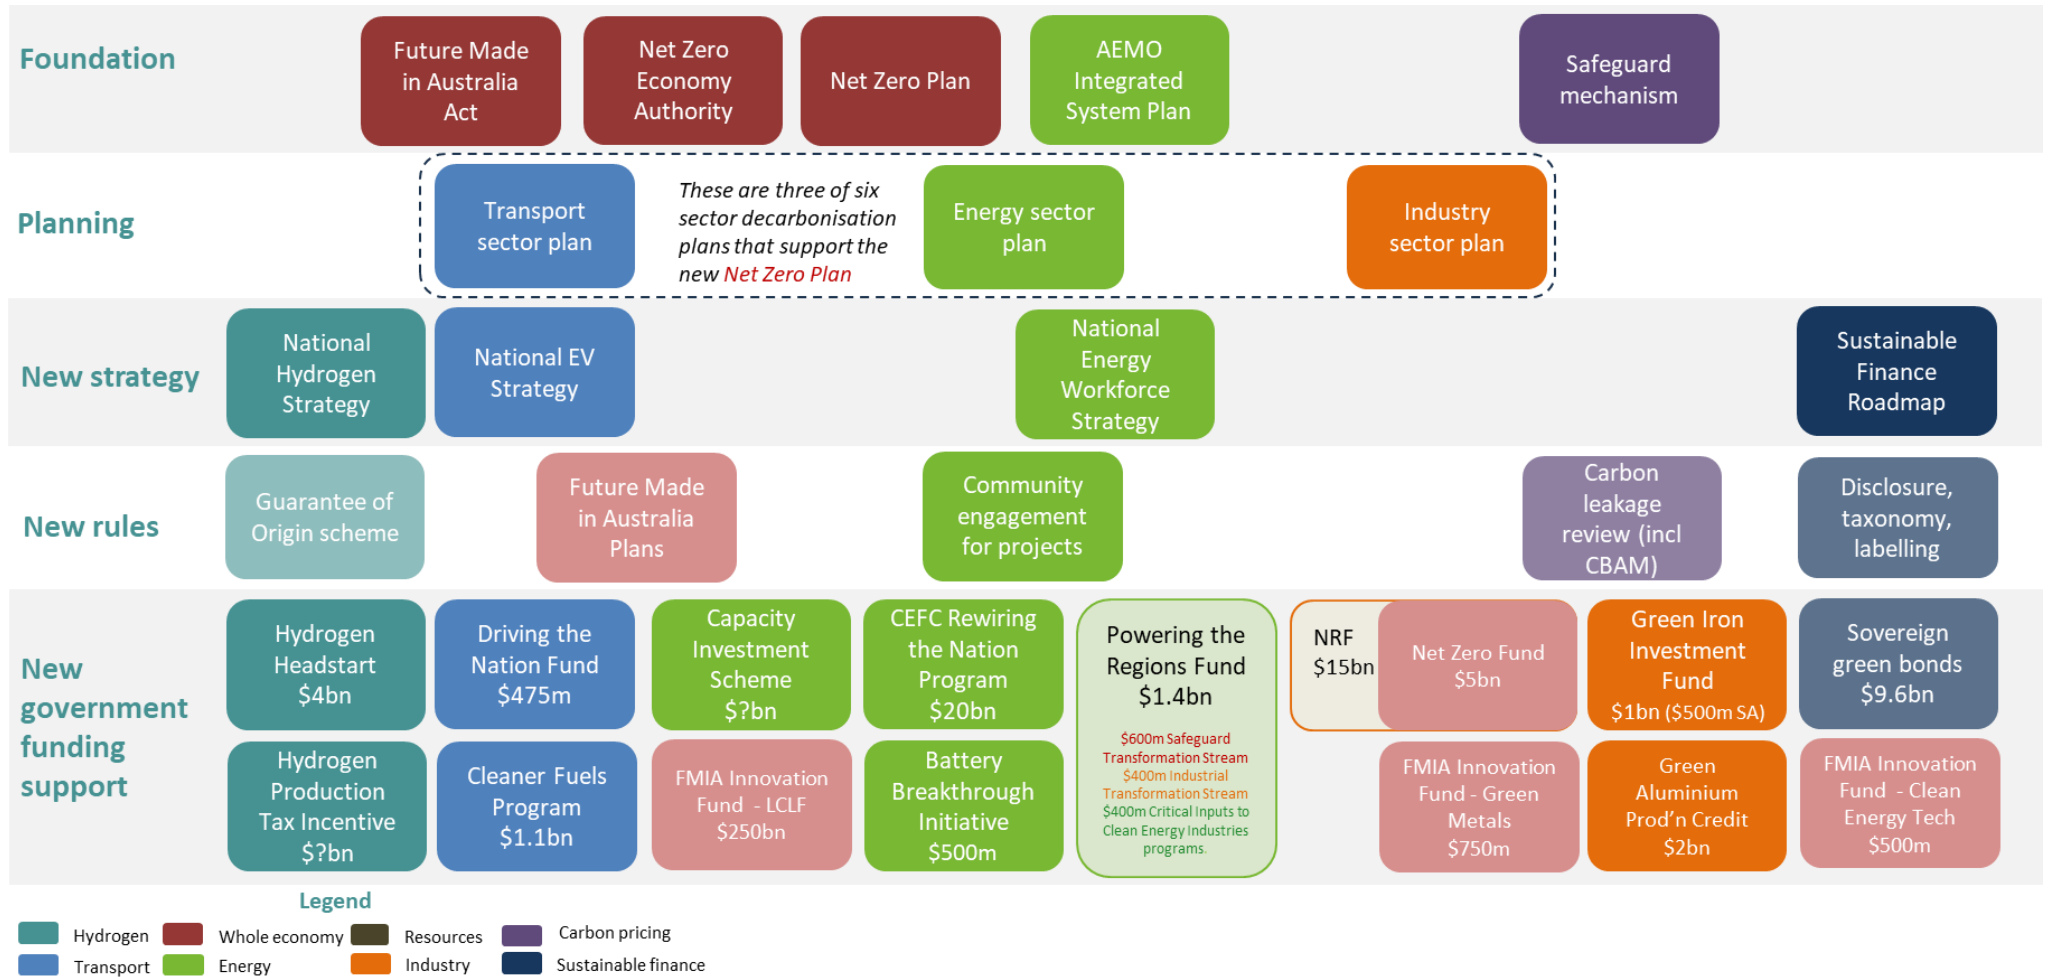 Foundation
Future Made
in Australia
Act
Net Zero
Economy
Authority
Net Zero Plan
AEMO
Integrated
System Plan
Safeguard
mechanism
Planning
Transport
sector plan
These are three of six
sector decarbonisation
plans that support the
new Net Zero Plan
Energy sector
plan
Industry
sector plan
New strategy
National
Hydrogen
Strategy
National EV
Strategy
National
Energy
Workforce
Strategy
Sustainable
Finance
Roadmap
New rules
Guarantee of
Origin scheme
Future Made
in Australia
Plans
Community
engagement
for projects
Carbon
leakage
review (incl
CBAM)
Disclosure,
taxonomy,
labelling
New
government
funding
support
Hydrogen
Headstart
$4bn
Driving the
Nation Fund
$475m
Capacity
Investment
Scheme
$?bn
CEFC Rewiring
the Nation
Program
$20bn
Powering the
Regions Fund
$1.4bn
$600m Safeguard
Transformation Stream
$400m Industrial
Transformation Stream
$400m Critical Inputs to
Clean Energy Industries
programs.
NRF
$15bn
Net Zero Fund
$5bn
Green Iron
Investment
Fund
$1bn ($500m SA)
Sovereign
green bonds
$9.6bn
Hydrogen
Production
Tax Incentive
$?bn
Cleaner Fuels
Program
$1.1bn
FMIA Innovation
Fund - LCLF
$250bn
Battery
Breakthrough
Initiative
$500m
FMIA Innovation
Fund - Green
Metals
$750m
Green
Aluminium
Prod'n Credit
$2bn
FMIA Innovation
Fund - Clean
Energy Tech
$500m
Legend
Hydrogen
Whole economy
Resources
Carbon pricing
Transport
Energy
Industry
Sustainable finance